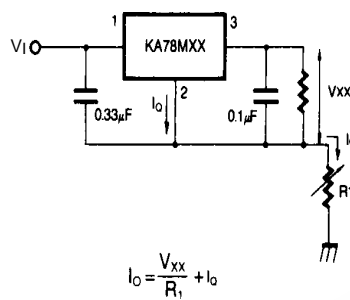 1
3
VI
KA78MXX
2
IQ
0.33μF
0.1μF
VXX
I
R1
IO = VXX / R1 + IQ